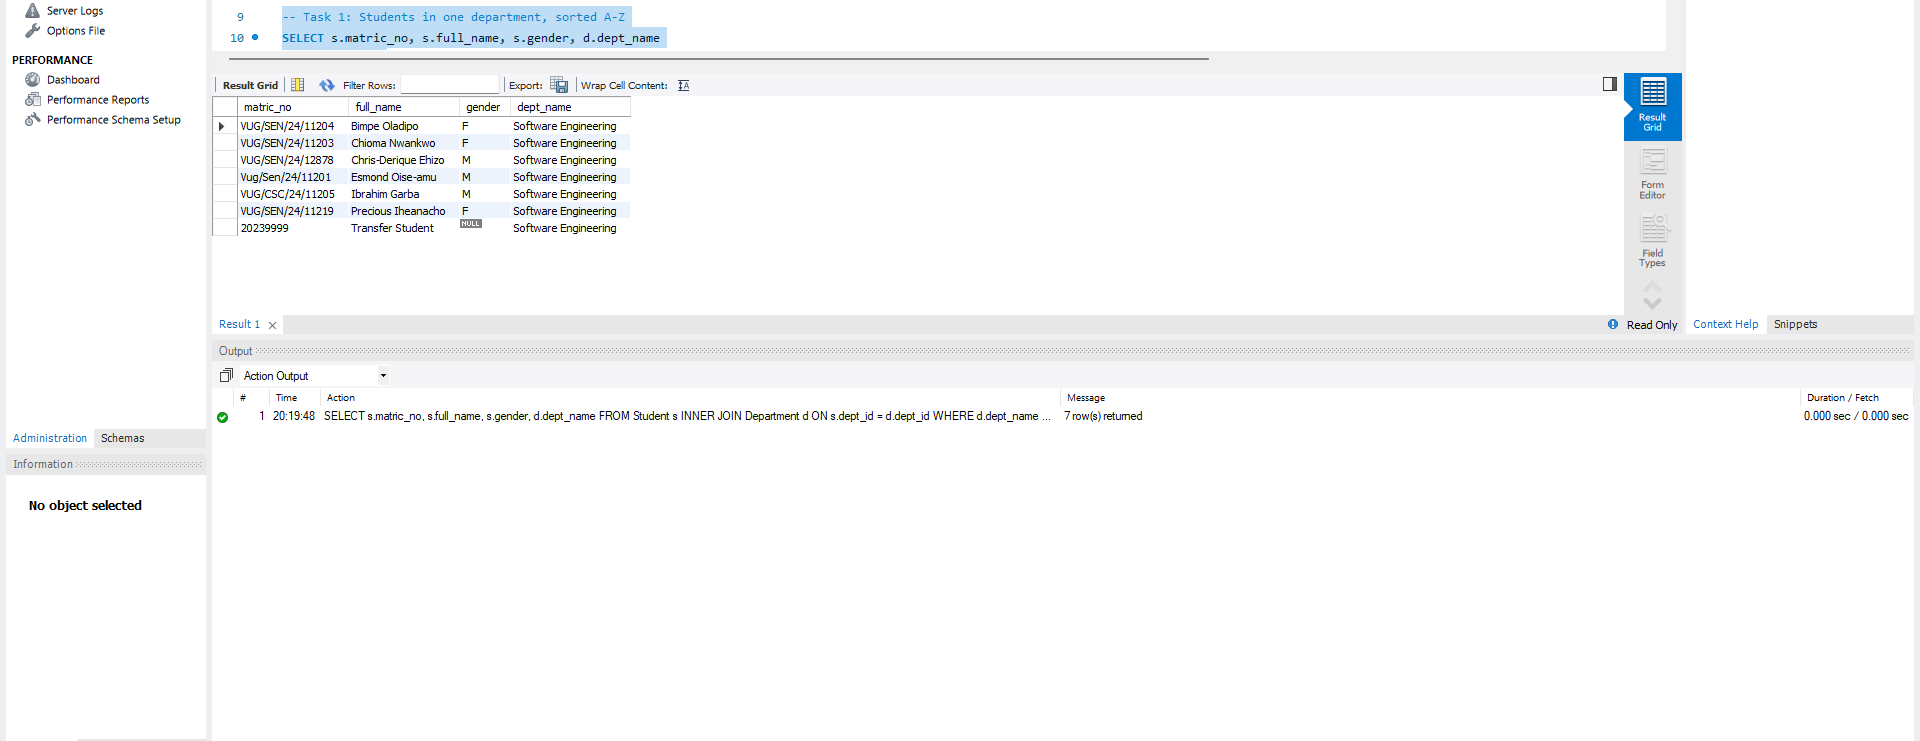 Server Logs
Options File
PERFORMANCE
Dashboard
Performance Reports
Performance Schema Setup
Administration Schemas
Information
No object selected
9 -- Task 1: Students in one department, sorted A-Z
10 SELECT s.matric_no, s.full_name, s.gender, d.dept_name
Result Grid Filter Rows: Export: Wrap Cell Content:
matric_no full_name gender dept_name
VUG/SEN/24/11204 Bimpe Oladipo F Software Engineering
VUG/SEN/24/11203 Chioma Nwankwo F Software Engineering
VUG/SEN/24/12878 Chris-Derique Ehizo M Software Engineering
Vug/Sen/24/11201 Esmond Oise-amu M Software Engineering
VUG/CSC/24/11205 Ibrahim Garba M Software Engineering
VUG/SEN/24/11219 Precious Iheanacho F Software Engineering
20239999 Transfer Student NULL Software Engineering
Result
Grid
Form
Editor
Field
Types
Result 1 Read Only
Context Help Snippets
Output
Action Output
# Time Action Message Duration / Fetch
1 20:19:48 SELECT s.matric_no, s.full_name, s.gender, d.dept_name FROM Student s INNER JOIN Department d ON s.dept_id = d.dept_id WHERE d.dept_name ... 7 row(s) returned 0.000 sec / 0.000 sec